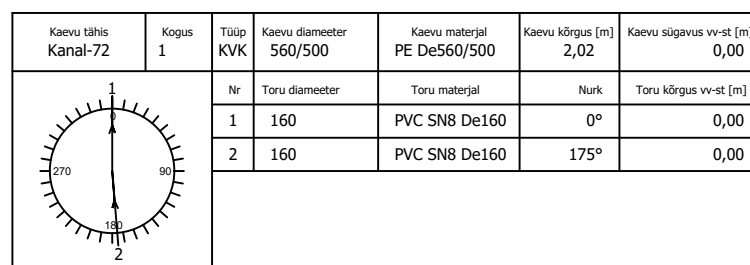 Kaevu tähis Kogus Tüüp Kaevu diameeter Kaevu materjal Kaevu kõrgus [m] Kaevu sügavus vv-st [m]
Kanal-72 1 KVK 560/500 PE De560/500 2,02 0,00
Nr Toru diameeter Toru materjal Nurk Toru kõrgus vv-st [m]
1 160 PVC SN8 De160 0° 0,00
2 160 PVC SN8 De160 175° 0,00
1
0
270 90
180
2